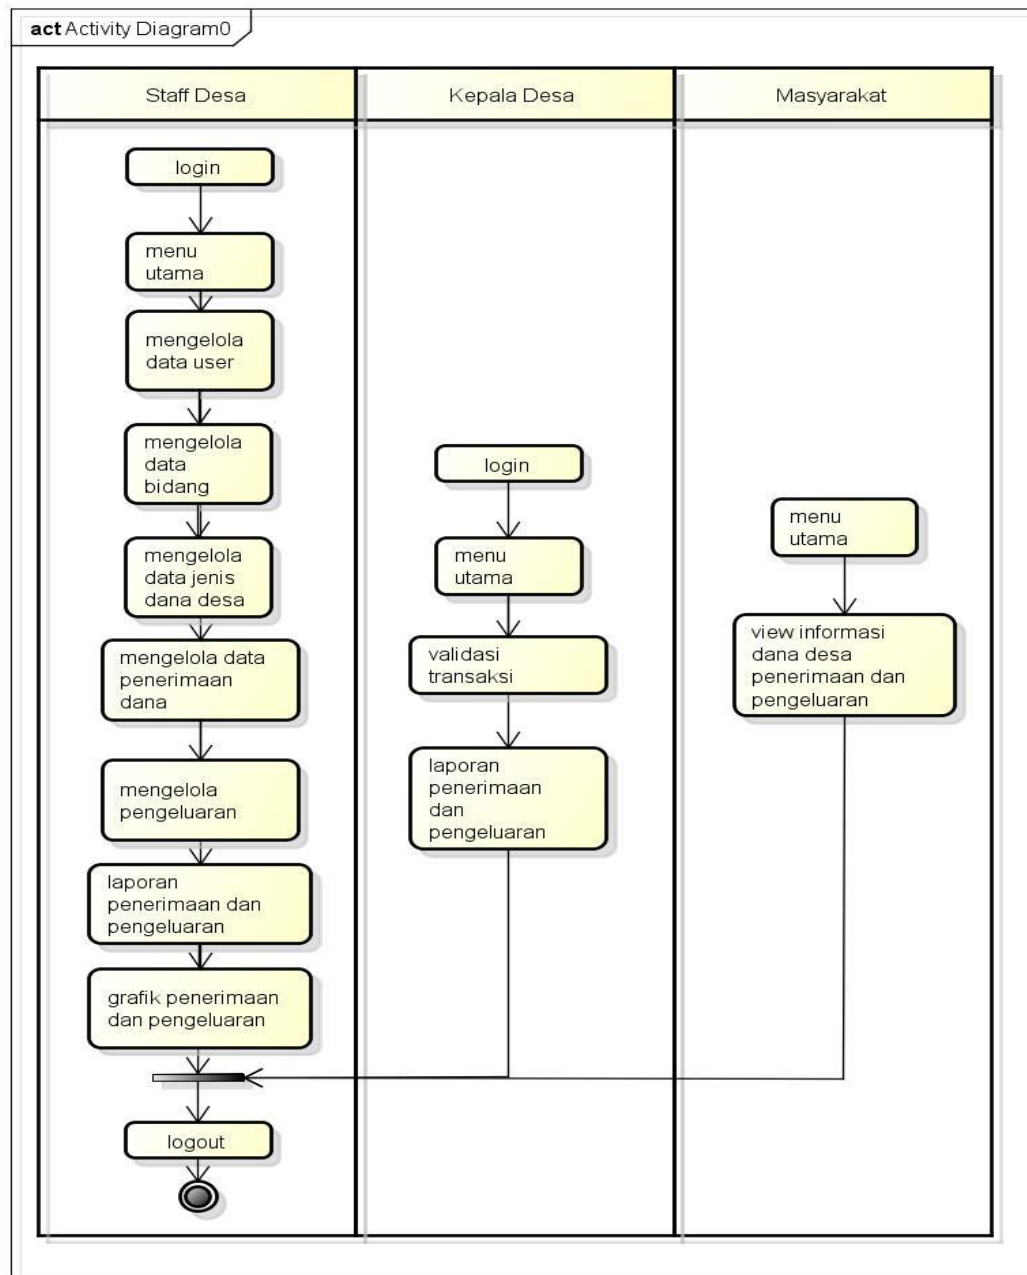 act Activity Diagram0
Staff Desa
Kepala Desa
Masyarakat
login
menu
utama
mengelola
data user
mengelola
data
bidang
mengelola
data jenis
dana desa
mengelola data
penerimaan
dana
mengelola
pengeluaran
laporan
penerimaan dan
pengeluaran
grafik penerimaan
dan pengeluaran
logout
login
menu
utama
validasi
transaksi
laporan
penerimaan
dan
pengeluaran
menu
utama
view informasi
dana desa
penerimaan dan
pengeluaran